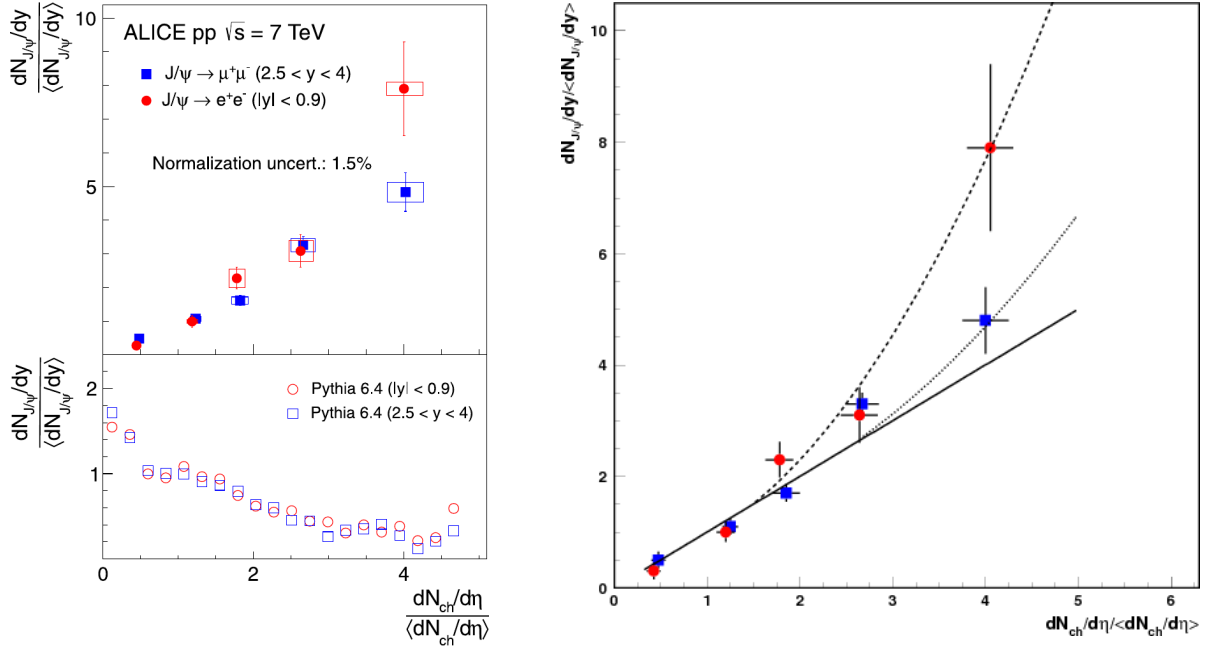 dN_J/ψ/dy
⟨dN_J/ψ/dy⟩
10
ALICE pp √s = 7 TeV
J/ψ → μ⁺μ⁻ (2.5 < y < 4)
J/ψ → e⁺e⁻ (|y| < 0.9)
Normalization uncert.: 1.5%
5
dN_J/ψ/dy
⟨dN_J/ψ/dy⟩
2
Pythia 6.4 (|y| < 0.9)
Pythia 6.4 (2.5 < y < 4)
1
0 2 4
dN_ch/dη
⟨dN_ch/dη⟩
dN_J/ψ/dy/<dN_J/ψ/dy>
10
8
6
4
2
0
0 1 2 3 4 5 6
dN_ch/dη/<dN_ch/dη>